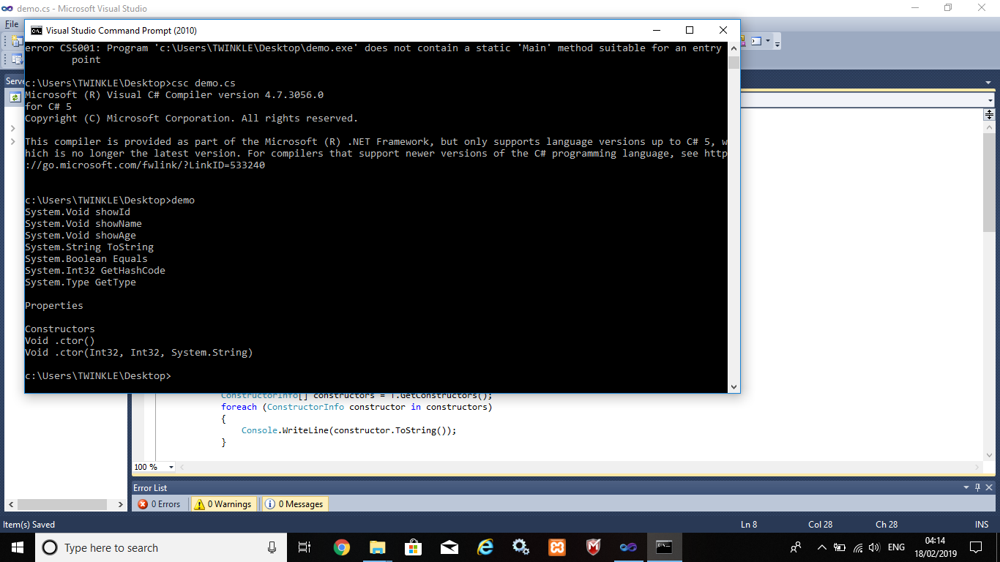 demo.cs - Microsoft Visual Studio
File
Visual Studio Command Prompt (2010)
error CS5001: Program 'c:\Users\TWINKLE\Desktop\demo.exe' does not contain a static 'Main' method suitable for an entry
point
c:\Users\TWINKLE\Desktop>csc demo.cs
Microsoft (R) Visual C# Compiler version 4.7.3056.0
for C# 5
Copyright (C) Microsoft Corporation. All rights reserved.
This compiler is provided as part of the Microsoft (R) .NET Framework, but only supports language versions up to C# 5, w
hich is no longer the latest version. For compilers that support newer versions of the C# programming language, see http
://go.microsoft.com/fwlink/?LinkID=533240
c:\Users\TWINKLE\Desktop>demo
System.Void showId
System.Void showName
System.Void showAge
System.String ToString
System.Boolean Equals
System.Int32 GetHashCode
System.Type GetType
Properties
Constructors
Void .ctor()
Void .ctor(Int32, Int32, System.String)
c:\Users\TWINKLE\Desktop>
Serve
ConstructorInfo[] constructors = T.GetConstructors();
foreach (ConstructorInfo constructor in constructors)
{
Console.WriteLine(constructor.ToString());
}
100 %
Error List
0 Errors
0 Warnings
0 Messages
Item(s) Saved
Ln 8
Col 28
Ch 28
INS
Type here to search
ENG
04:14
18/02/2019